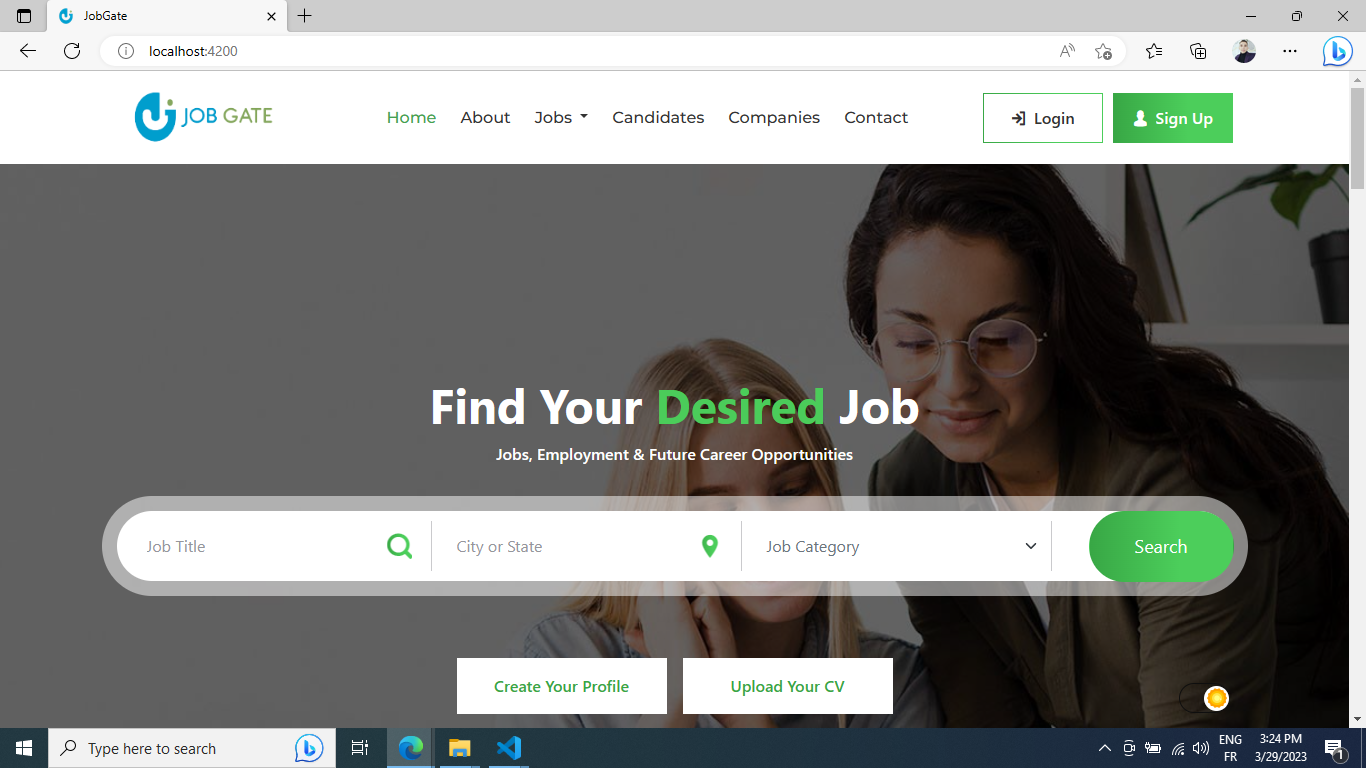 JobGate
localhost:4200
JOB GATE
Home About Jobs Candidates Companies Contact
Login
Sign Up
Find Your Desired Job
Jobs, Employment & Future Career Opportunities
Job Title
City or State
Job Category
Search
Create Your Profile
Upload Your CV
Type here to search
ENG
FR
3:24 PM
3/29/2023
1